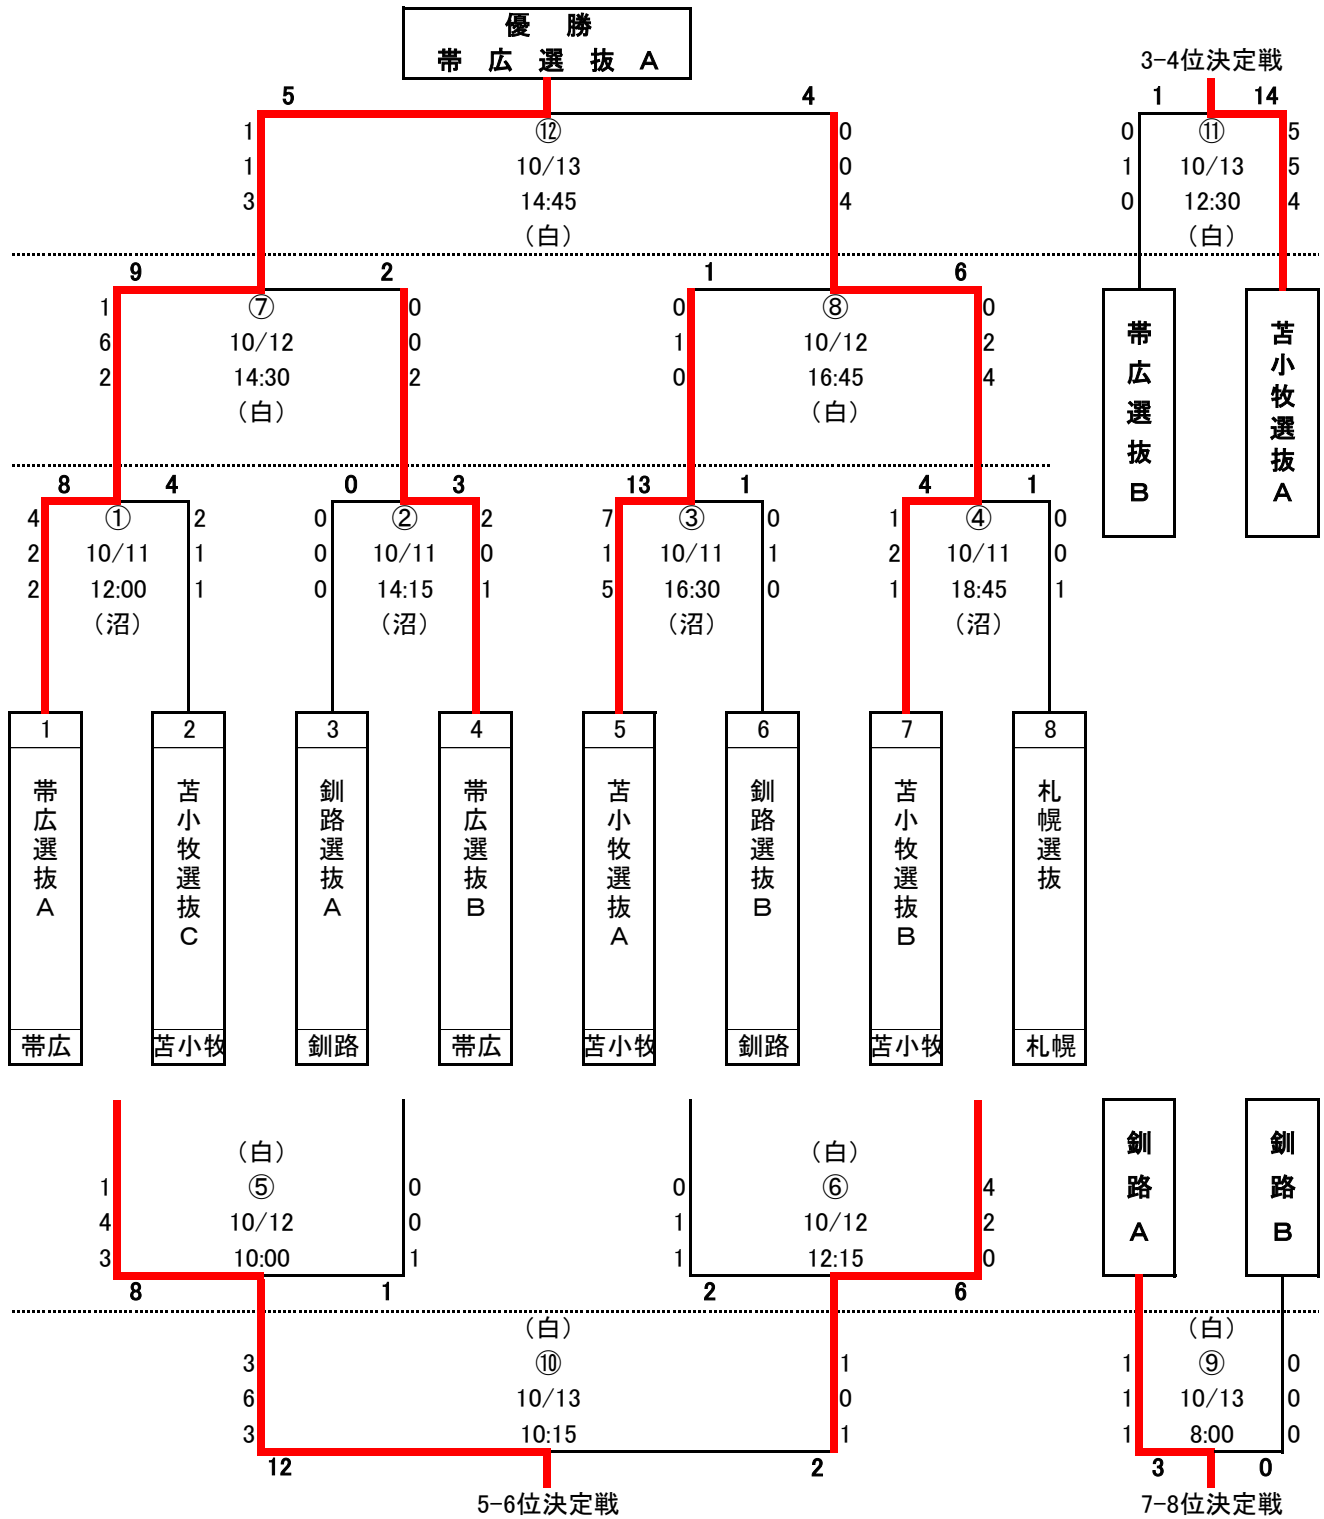 優 勝
帯 広 選 抜 A
3-4位決定戦
5 4 1 14
1 ⑫ 0 0 ⑪ 5
1 10/13 0 1 10/13 5
3 14:45 4 0 12:30 4
（白） （白）
9 2 1 6
1 ⑦ 0 0 ⑧ 0
6 10/12 0 1 10/12 2
2 14:30 2 0 16:45 4
（白） （白）
帯広選抜B
苫小牧選抜A
8 4 0 3 13 1 4 1
4 ① 2 0 ② 2 7 ③ 0 1 ④ 0
2 10/11 1 0 10/11 0 1 10/11 1 2 10/11 0
2 12:00 1 0 14:15 1 5 16:30 0 1 18:45 1
（沼） （沼） （沼） （沼）
1 2 3 4 5 6 7 8
帯広選抜A
苫小牧選抜C
釧路選抜A
帯広選抜B
苫小牧選抜A
釧路選抜B
苫小牧選抜B
札幌選抜
帯広 苫小牧 釧路 帯広 苫小牧 釧路 苫小牧 札幌
釧路A
釧路B
（白） （白）
1 ⑤ 0 0 ⑥ 4
4 10/12 0 1 10/12 2
3 10:00 1 1 12:15 0
8 1 2 6
（白） （白）
3 ⑩ 1 1 ⑨ 0
6 10/13 0 1 10/13 0
3 10:15 1 1 8:00 0
12 2 3 0
5-6位決定戦 7-8位決定戦